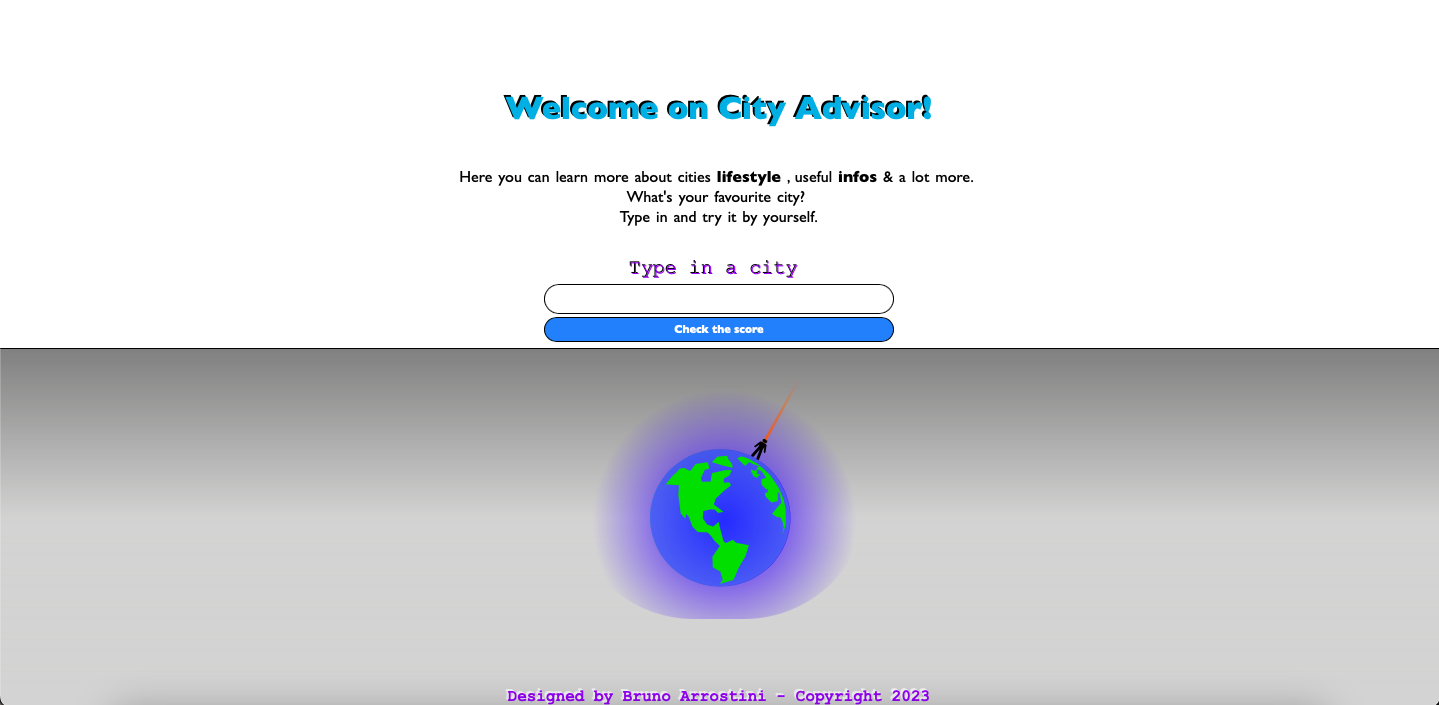 Welcome on City Advisor!
Here you can learn more about cities lifestyle , useful infos & a lot more.
What's your favourite city?
Type in and try it by yourself.
Type in a city
Check the score
Designed by Bruno Arrostini - Copyright 2023